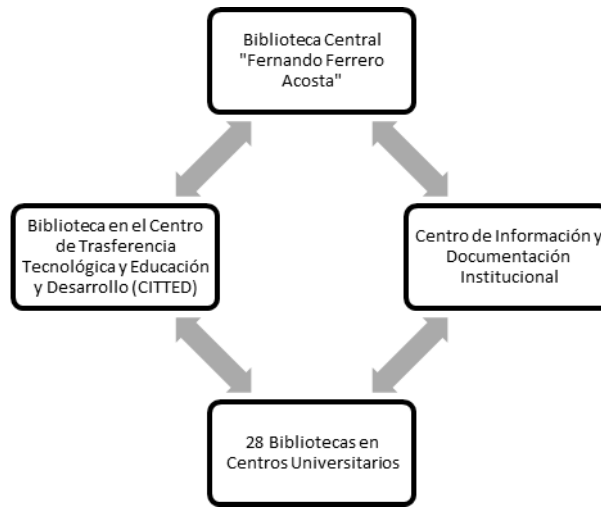 Biblioteca Central
"Fernando Ferrero
Acosta"
Biblioteca en el Centro
de Trasferencia
Tecnológica y Educación
y Desarrollo (CITTED)
Centro de Información y
Documentación
Institucional
28 Bibliotecas en
Centros Universitarios